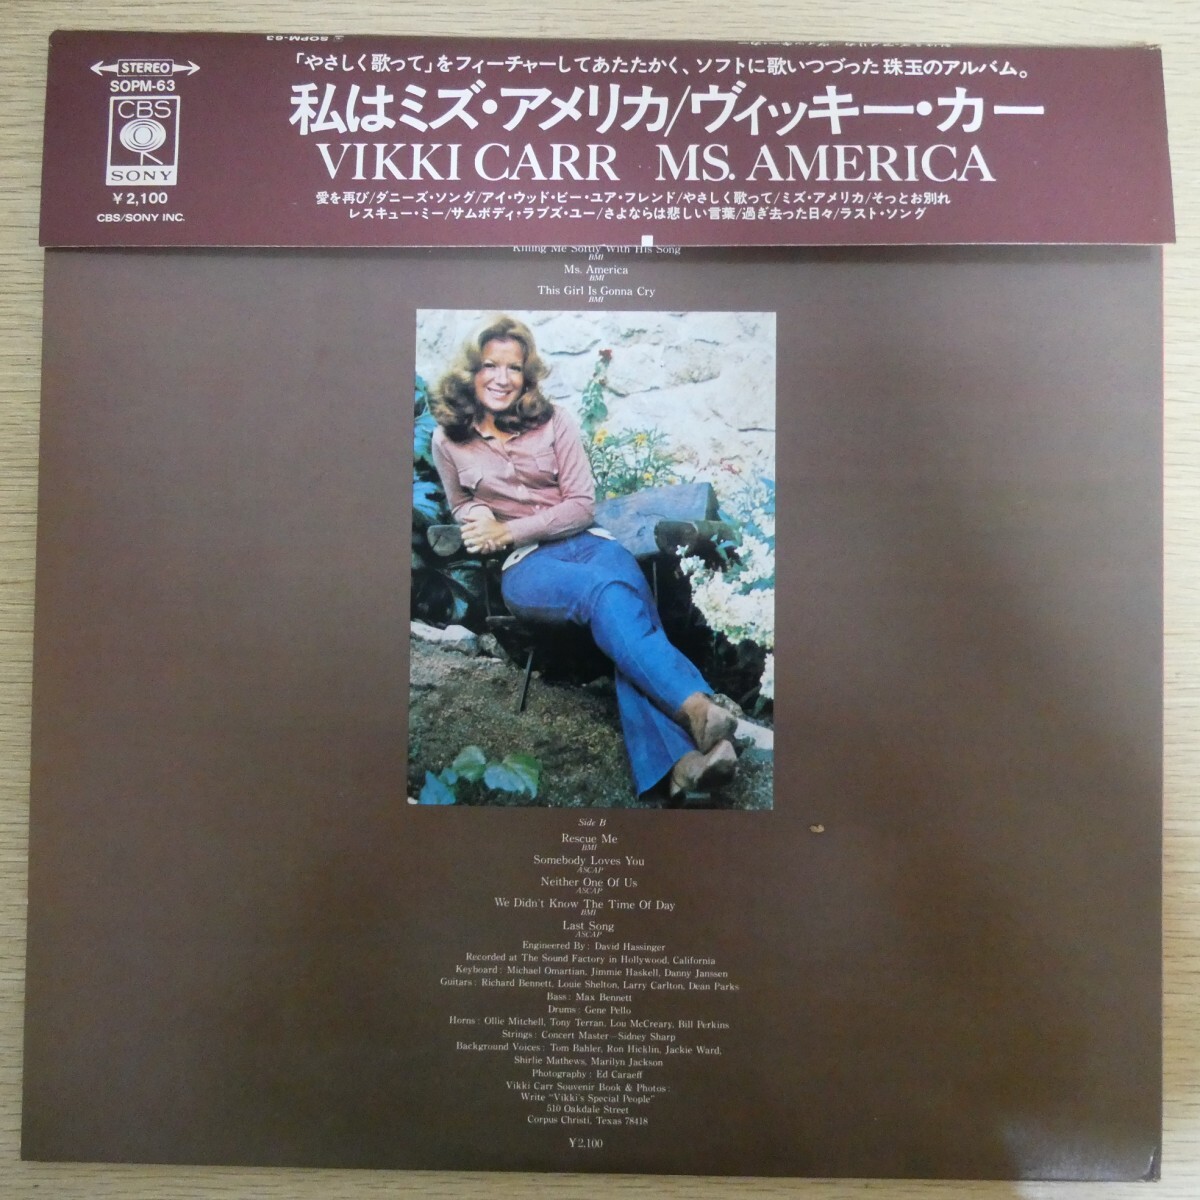 SOPM-63
「やさしく歌って」をフィーチャーしてあたたかく、ソフトに歌いつづった珠玉のアルバム。
STEREO
SOPM-63
CBS
SONY
¥2,100
CBS/SONY INC.
私はミズ・アメリカ/ヴィッキー・カー
VIKKI CARR MS. AMERICA
愛を再び/ダニーズ・ソング/アイ・ウッド・ビー・ユア・フレンド/やさしく歌って/ミズ・アメリカ/そっとお別れ
レスキュー・ミー/サムボディ・ラブズ・ユー/さよならは悲しい言葉/過ぎ去った日々/ラスト・ソング
Killing Me Softly With His Song
BMI
Ms. America
BMI
This Girl Is Gonna Cry
BMI
Side B
Rescue Me
BMI
Somebody Loves You
ASCAP
Neither One Of Us
ASCAP
We Didn't Know The Time Of Day
BMI
Last Song
ASCAP
Engineered By: David Hassinger
Recorded at The Sound Factory in Hollywood, California
Keyboard: Michael Omartian, Jimmie Haskell, Danny Janssen
Guitars: Richard Bennett, Louie Shelton, Larry Carlton, Dean Parks
Bass: Max Bennett
Drums: Gene Pello
Horns: Ollie Mitchell, Tony Terran, Lou McCreary, Bill Perkins
Strings: Concert Master—Sidney Sharp
Background Voices: Tom Bahler, Ron Hicklin, Jackie Ward,
Shirlie Mathews, Marilyn Jackson
Photography: Ed Caraeff
Vikki Carr Souvenir Book & Photos:
Write "Vikki's Special People"
510 Oakdale Street
Corpus Christi, Texas 78418
¥2,100